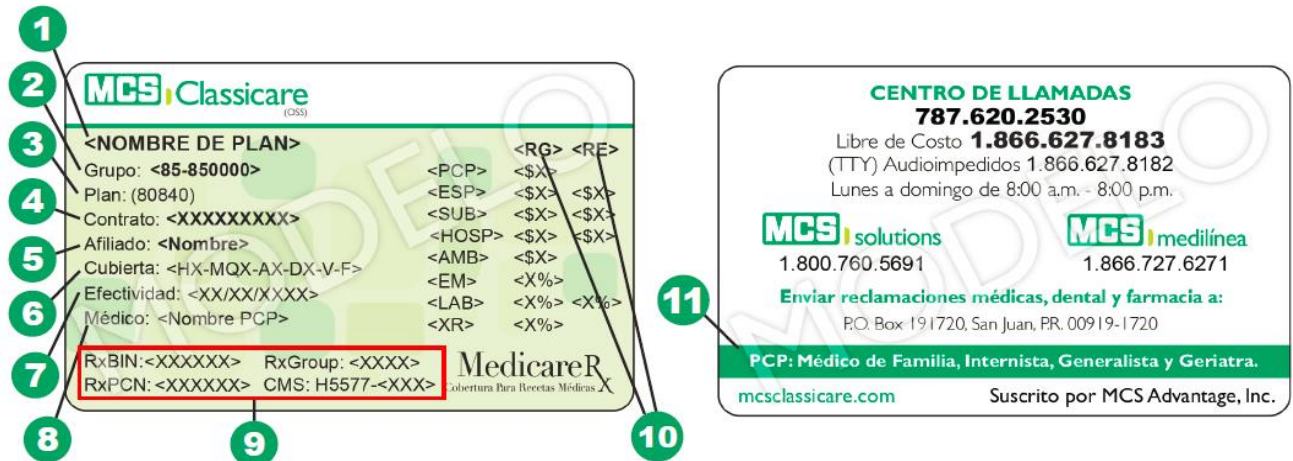 1
2
3
4
5
6
7
8
9
10
11
MCS Classicare
(OSS)
<NOMBRE DE PLAN>
Grupo: <85-850000>
Plan: (80840)
Contrato: <XXXXXXXXX>
Afiliado: <Nombre>
Cubierta: <HX-MQX-AX-DX-V-F>
Efectividad: <XX/XX/XXXX>
Médico: <Nombre PCP>
<RG> <RE>
<PCP> <$X>
<ESP> <$X> <$X>
<SUB> <$X> <$X>
<HOSP> <$X> <$X>
<AMB> <$X>
<EM> <X%>
<LAB> <X%> <X%>
<XR> <X%>
RxBIN:<XXXXXX> RxGroup: <XXXX>
RxPCN: <XXXXXX> CMS: H5577-<XXX>
MedicareRx
Cobertura Para Recetas Médicas
MODELO
CENTRO DE LLAMADAS
787.620.2530
Libre de Costo 1.866.627.8183
(TTY) Audioimpedidos 1.866.627.8182
Lunes a domingo de 8:00 a.m. - 8:00 p.m.
MCS solutions
1.800.760.5691
MCS medilínea
1.866.727.6271
Enviar reclamaciones médicas, dental y farmacia a:
P.O. Box 191720, San Juan, P.R. 00919-1720
PCP: Médico de Familia, Internista, Generalista y Geriatra.
mcsclassicare.com Suscrito por MCS Advantage, Inc.
MODELO